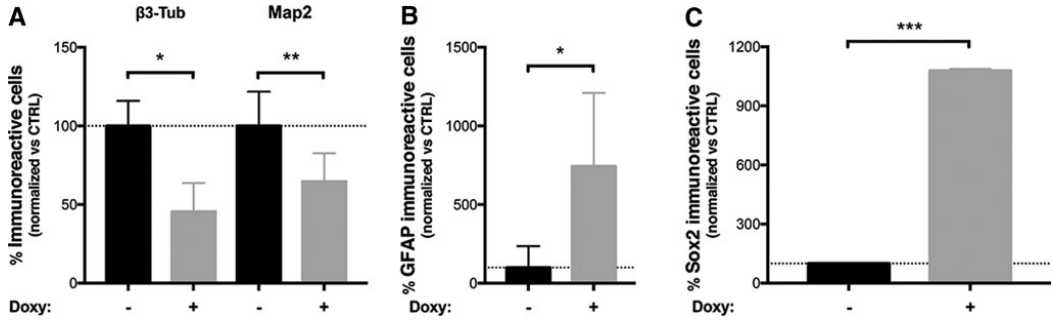 A
β3-Tub
Map2
% Immunoreactive cells
(normalized vs CTRL)
150
100
50
0
*
**
Doxy:
-
+
-
+
B
% GFAP immunoreactive cells
(normalized vs CTRL)
1500
1000
500
0
*
Doxy:
-
+
C
% Sox2 immunoreactive cells
(normalized vs CTRL)
1200
900
600
300
0
***
Doxy:
-
+